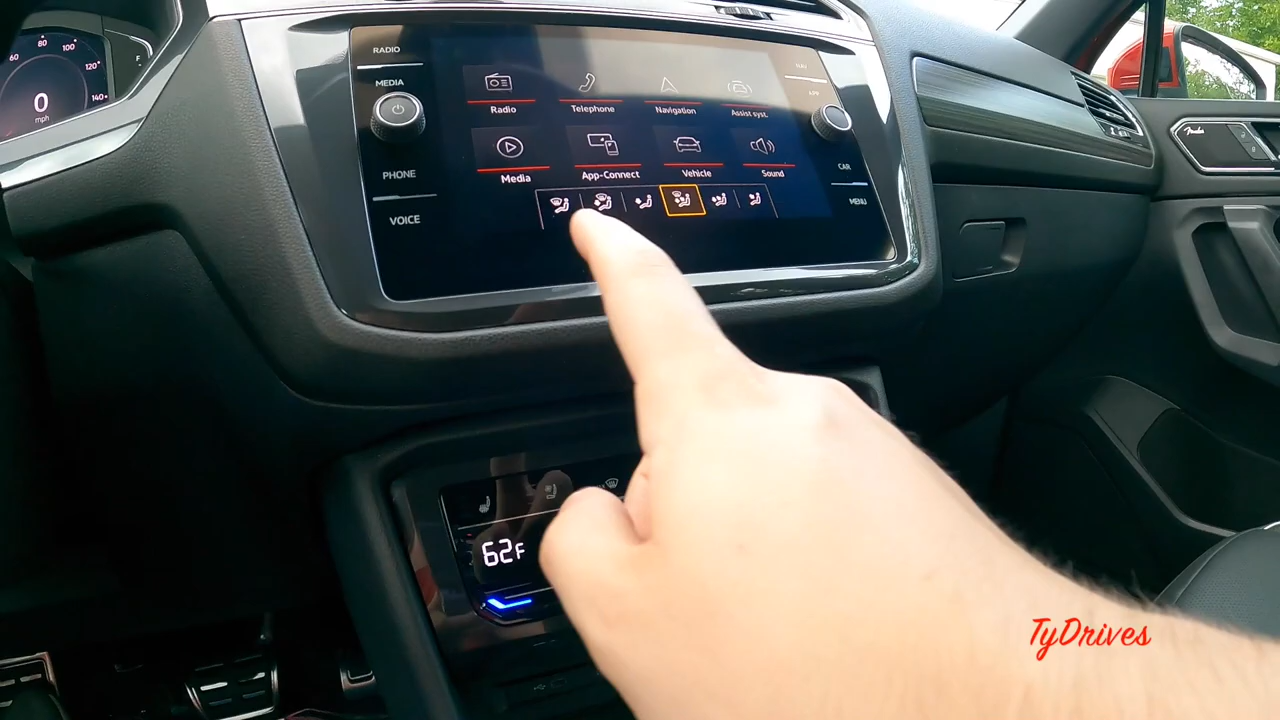 60
80
100
120
140
0
mph
F
RADIO
MEDIA
PHONE
VOICE
Radio
Telephone
Navigation
Assist syst.
Media
App-Connect
Vehicle
Sound
NAV
CAR
MENU
Fender
62F
TyDrives